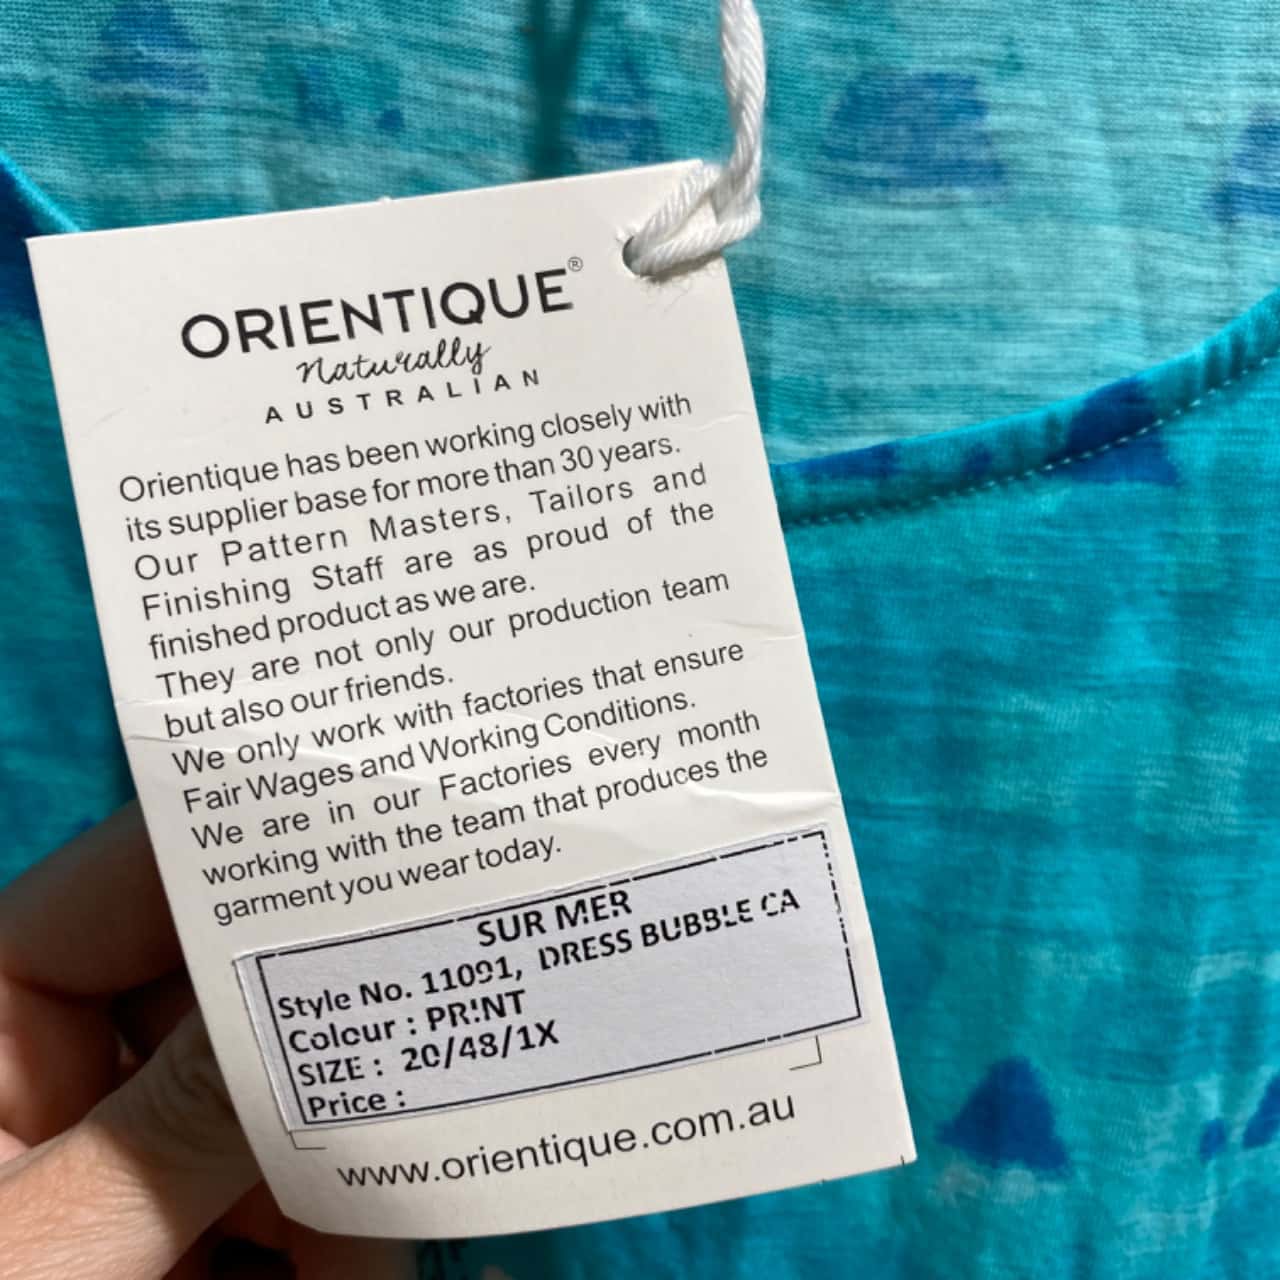 ORIENTIQUE®
naturally
AUSTRALIAN
Orientique has been working closely with
its supplier base for more than 30 years.
Our Pattern Masters, Tailors and
Finishing Staff are as proud of the
finished product as we are.
They are not only our production team
but also our friends.
We only work with factories that ensure
Fair Wages and Working Conditions.
We are in our Factories every month
working with the team that produces the
garment you wear today.
SUR MER
Style No. 11091, DRESS BUBBLE CA
Colour : PRINT
SIZE : 20/48/1X
Price :
www.orientique.com.au